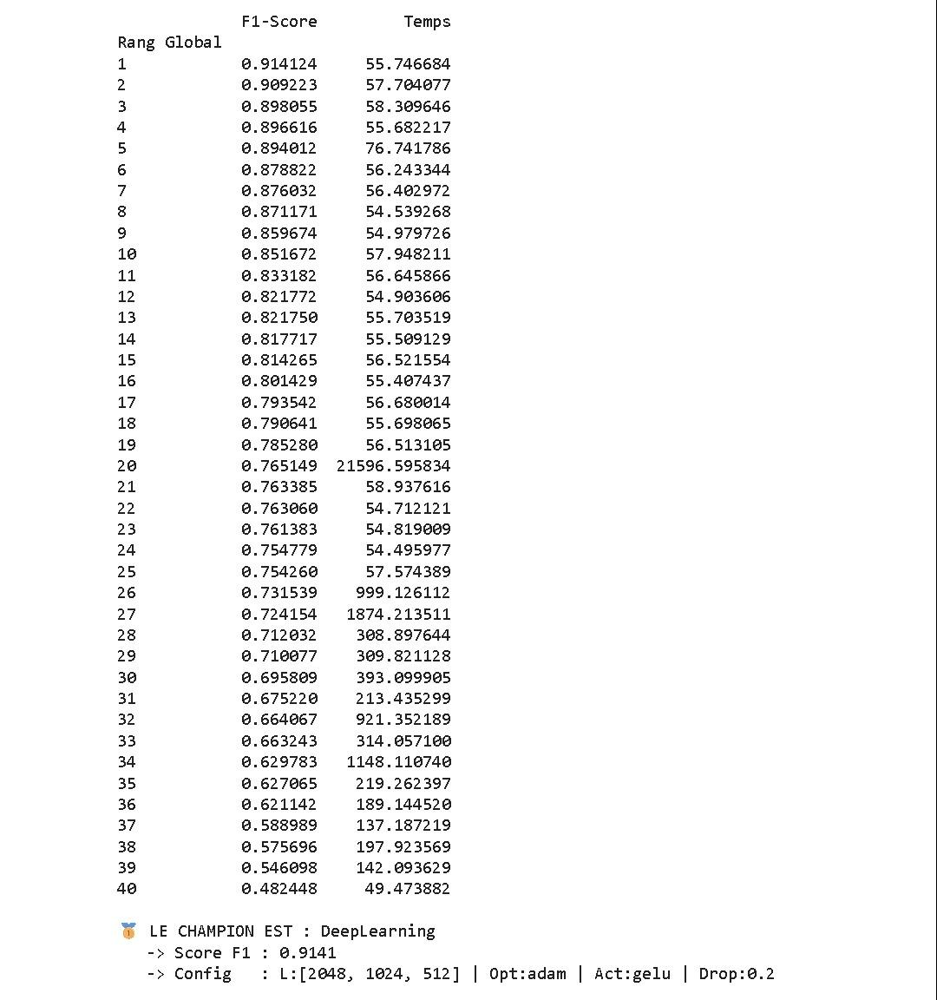 F1-Score Temps
Rang Global
1 0.914124 55.746684
2 0.909223 57.704077
3 0.898055 58.309646
4 0.896616 55.682217
5 0.894012 76.741786
6 0.878822 56.243344
7 0.876032 56.402972
8 0.871171 54.539268
9 0.859674 54.979726
10 0.851672 57.948211
11 0.833182 56.645866
12 0.821772 54.903606
13 0.821750 55.703519
14 0.817717 55.509129
15 0.814265 56.521554
16 0.801429 55.407437
17 0.793542 56.680014
18 0.790641 55.698065
19 0.785280 56.513105
20 0.765149 21596.595834
21 0.763385 58.937616
22 0.763060 54.712121
23 0.761383 54.819009
24 0.754779 54.495977
25 0.754260 57.574389
26 0.731539 999.126112
27 0.724154 1874.213511
28 0.712032 308.897644
29 0.710077 309.821128
30 0.695809 393.099905
31 0.675220 213.435299
32 0.664067 921.352189
33 0.663243 314.057100
34 0.629783 1148.110740
35 0.627065 219.262397
36 0.621142 189.144520
37 0.588989 137.187219
38 0.575696 197.923569
39 0.546098 142.093629
40 0.482448 49.473882
🥇 LE CHAMPION EST : DeepLearning
-> Score F1 : 0.9141
-> Config : L:[2048, 1024, 512] | Opt:adam | Act:gelu | Drop:0.2